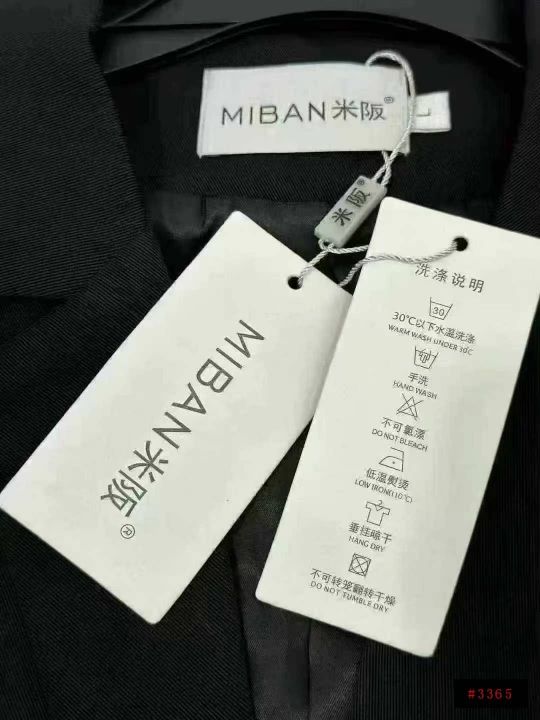 MIBAN米阪®
L
米阪®
MIBAN米阪®
洗涤说明
30
30℃以下水温洗涤
WARM WASH UNDER 30℃
手洗
HAND WASH
不可氯漂
DO NOT BLEACH
低温熨烫
LOW IRON(110℃)
垂挂晾干
HANG DRY
不可转笼翻转干燥
DO NOT TUMBLE DRY
#3365